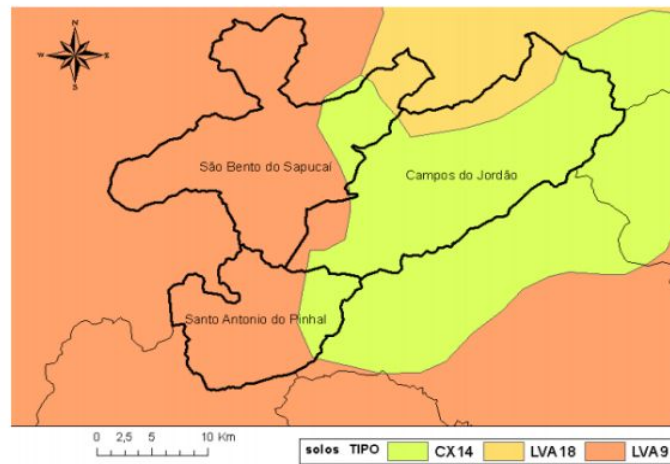 N
W E
S
São Bento do Sapucaí
Campos do Jordão
Santo Antonio do Pinhal
0 2,5 5 10 Km
solos TIPO CX14 LVA18 LVA9